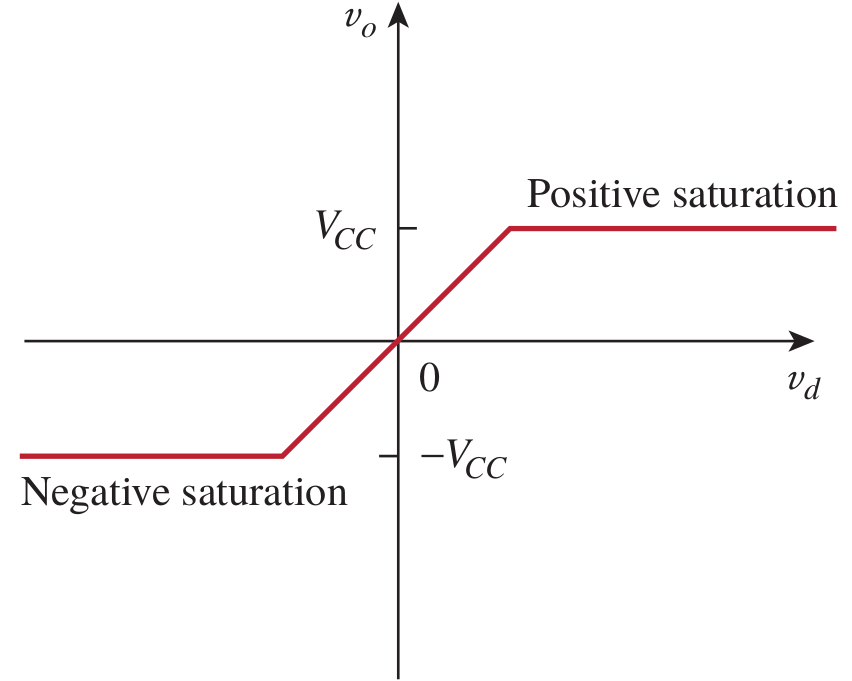 v_o
Positive saturation
V_CC
0
v_d
−V_CC
Negative saturation